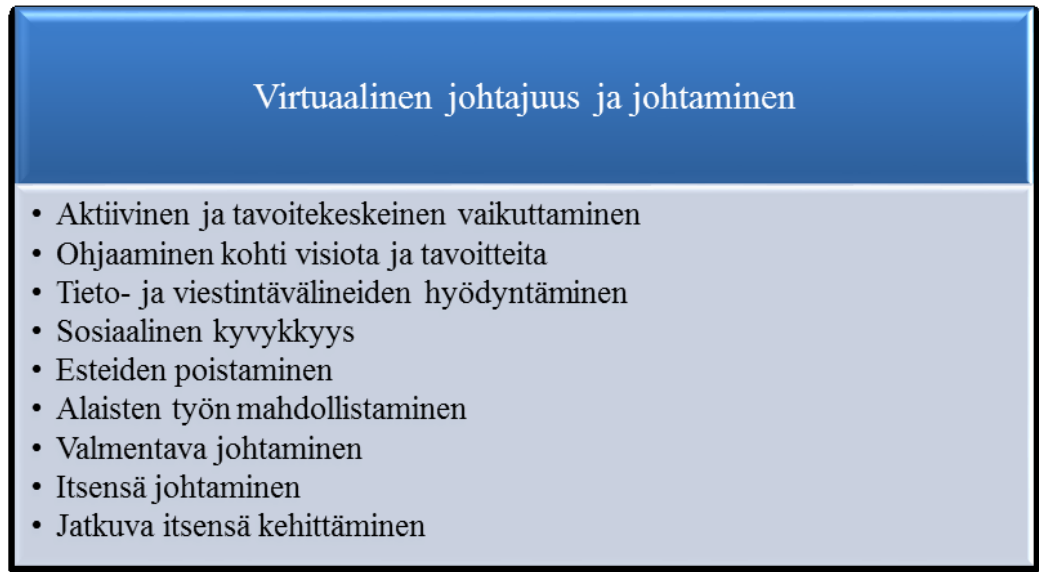 Virtuaalinen johtajuus ja johtaminen
• Aktiivinen ja tavoitekeskeinen vaikuttaminen
• Ohjaaminen kohti visiota ja tavoitteita
• Tieto- ja viestintävälineiden hyödyntäminen
• Sosiaalinen kyvykkyys
• Esteiden poistaminen
• Alaisten työn mahdollistaminen
• Valmentava johtaminen
• Itsensä johtaminen
• Jatkuva itsensä kehittäminen